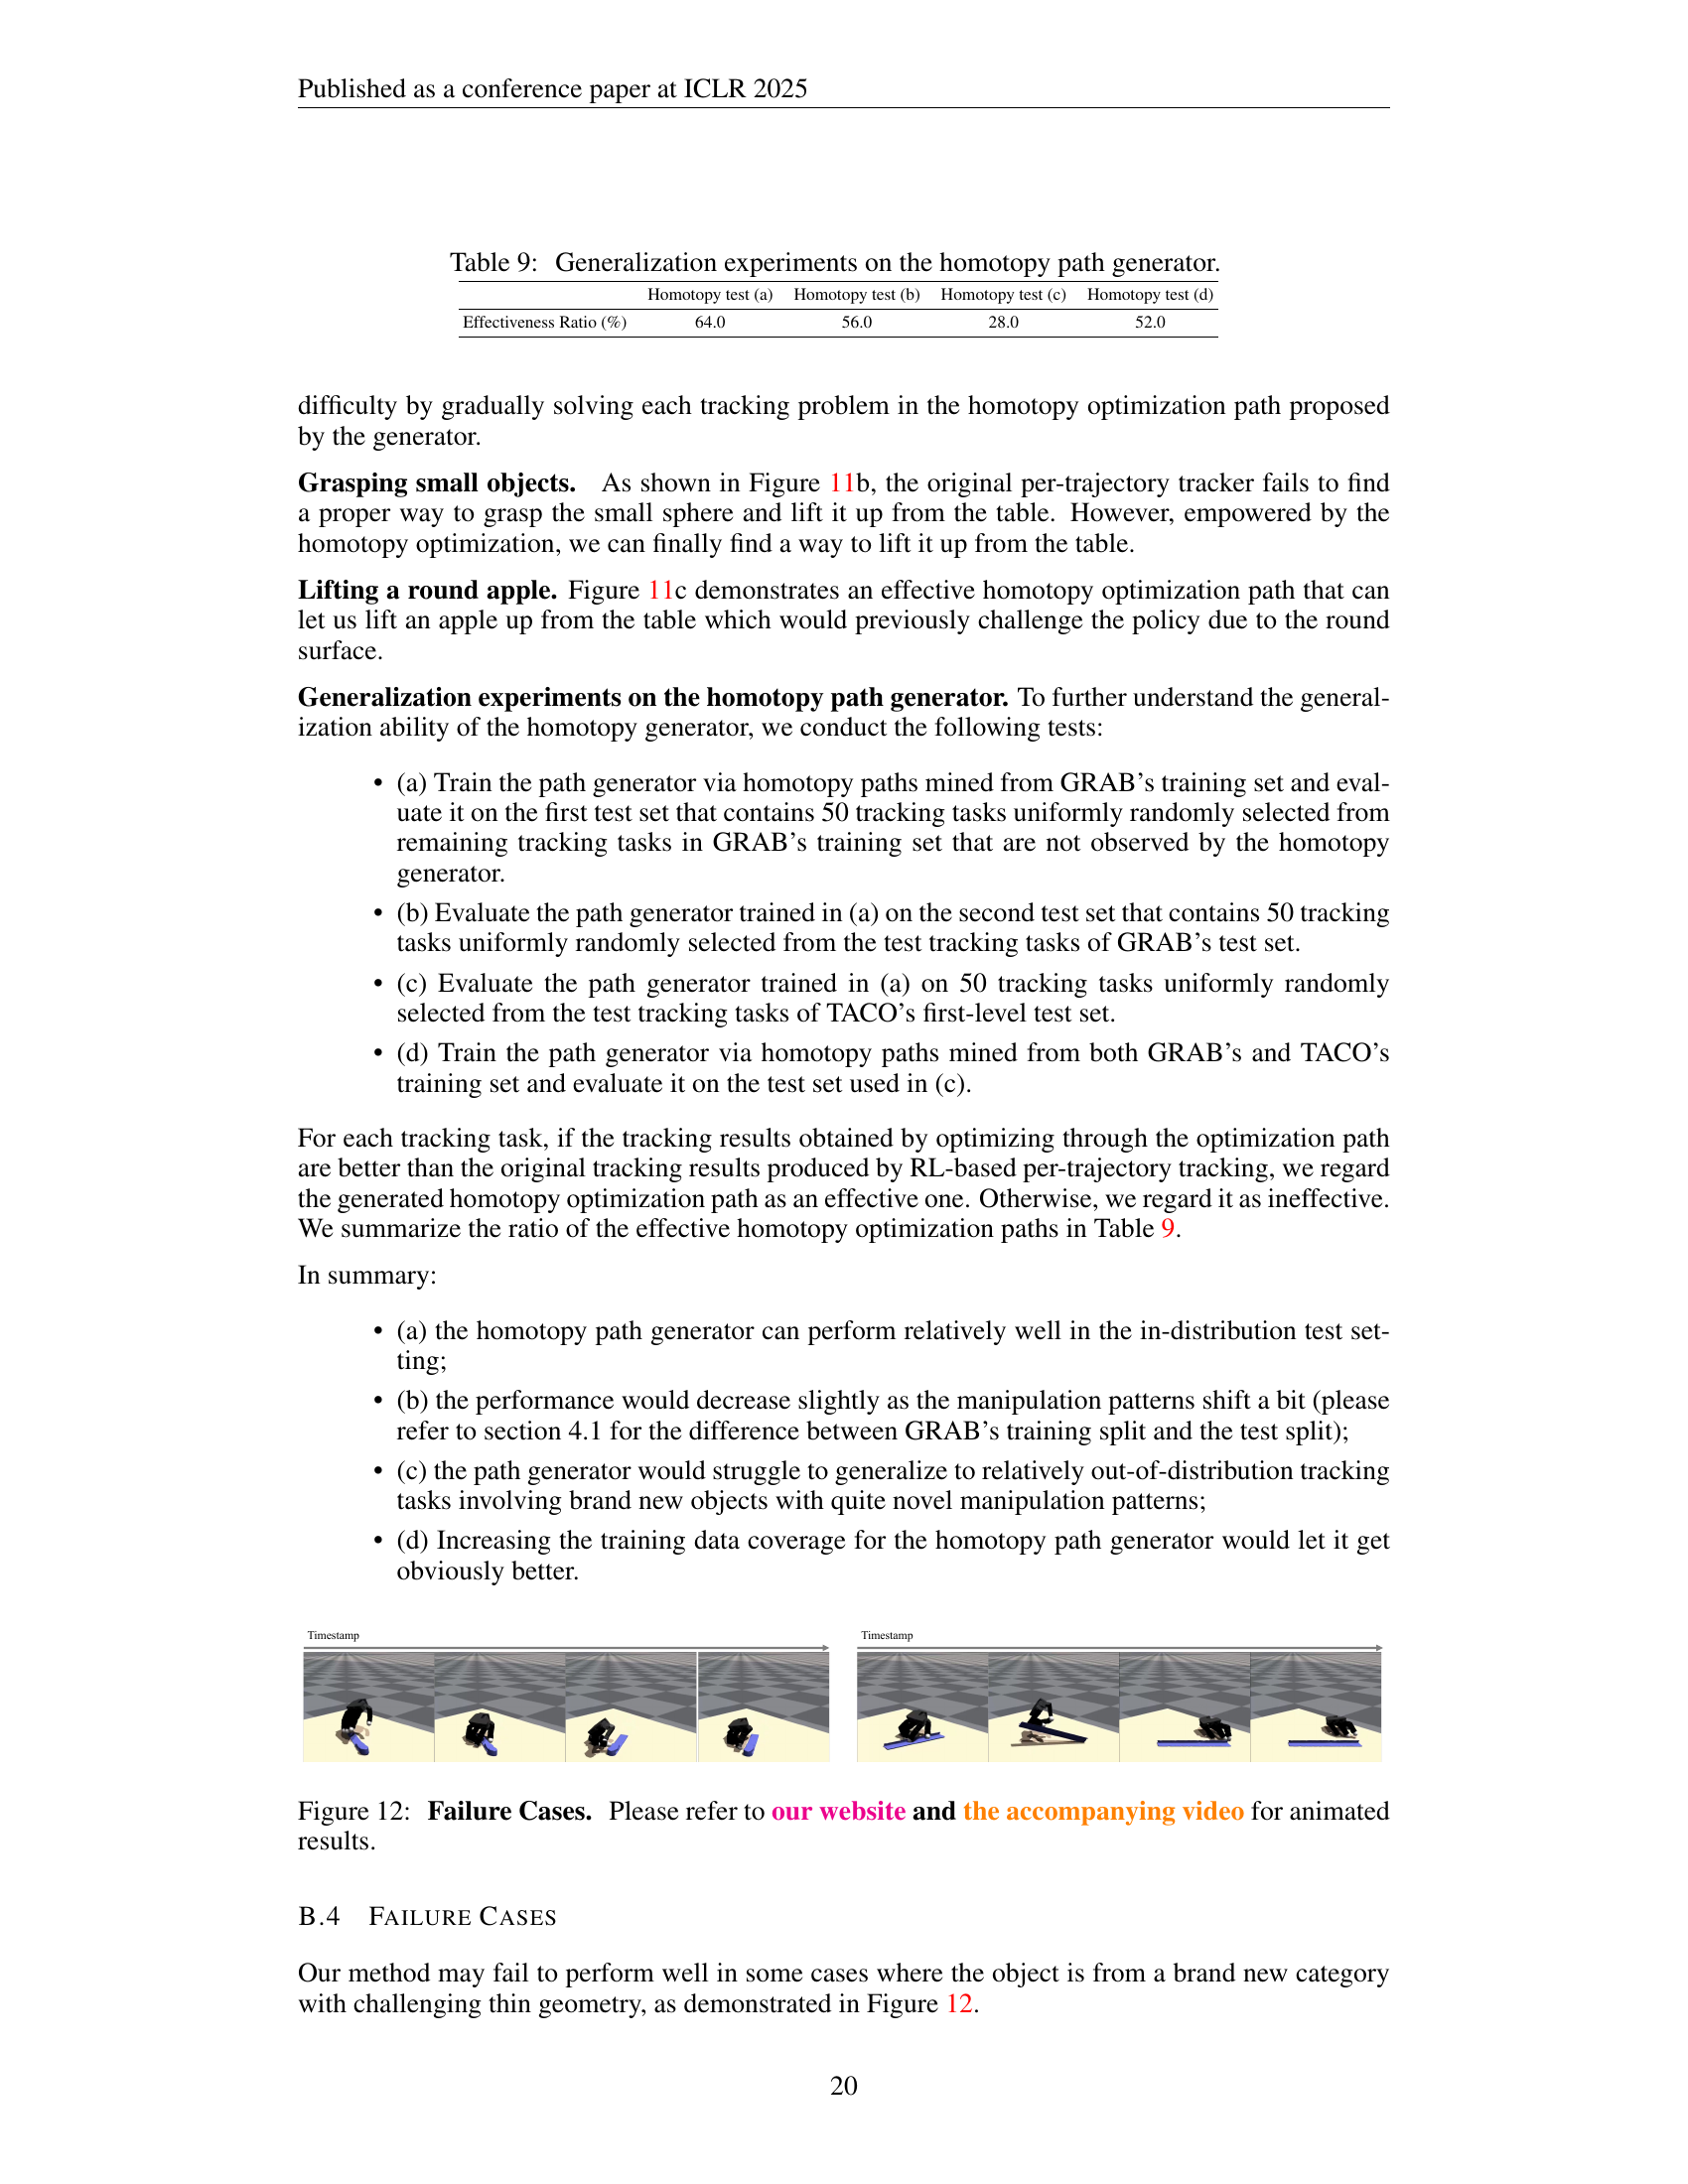 Published as a conference paper at ICLR 2025
Table 9: Generalization experiments on the homotopy path generator.
Homotopy test (a) Homotopy test (b) Homotopy test (c) Homotopy test (d)
Effectiveness Ratio (%) 64.0 56.0 28.0 52.0
difficulty by gradually solving each tracking problem in the homotopy optimization path proposed
by the generator.
Grasping small objects. As shown in Figure 11b, the original per-trajectory tracker fails to find
a proper way to grasp the small sphere and lift it up from the table. However, empowered by the
homotopy optimization, we can finally find a way to lift it up from the table.
Lifting a round apple. Figure 11c demonstrates an effective homotopy optimization path that can
let us lift an apple up from the table which would previously challenge the policy due to the round
surface.
Generalization experiments on the homotopy path generator. To further understand the general-
ization ability of the homotopy generator, we conduct the following tests:
• (a) Train the path generator via homotopy paths mined from GRAB's training set and eval-
uate it on the first test set that contains 50 tracking tasks uniformly randomly selected from
remaining tracking tasks in GRAB's training set that are not observed by the homotopy
generator.
• (b) Evaluate the path generator trained in (a) on the second test set that contains 50 tracking
tasks uniformly randomly selected from the test tracking tasks of GRAB's test set.
• (c) Evaluate the path generator trained in (a) on 50 tracking tasks uniformly randomly
selected from the test tracking tasks of TACO's first-level test set.
• (d) Train the path generator via homotopy paths mined from both GRAB's and TACO's
training set and evaluate it on the test set used in (c).
For each tracking task, if the tracking results obtained by optimizing through the optimization path
are better than the original tracking results produced by RL-based per-trajectory tracking, we regard
the generated homotopy optimization path as an effective one. Otherwise, we regard it as ineffective.
We summarize the ratio of the effective homotopy optimization paths in Table 9.
In summary:
• (a) the homotopy path generator can perform relatively well in the in-distribution test set-
ting;
• (b) the performance would decrease slightly as the manipulation patterns shift a bit (please
refer to section 4.1 for the difference between GRAB's training split and the test split);
• (c) the path generator would struggle to generalize to relatively out-of-distribution tracking
tasks involving brand new objects with quite novel manipulation patterns;
• (d) Increasing the training data coverage for the homotopy path generator would let it get
obviously better.
Timestamp Timestamp
Figure 12: Failure Cases. Please refer to our website and the accompanying video for animated
results.
B.4 FAILURE CASES
Our method may fail to perform well in some cases where the object is from a brand new category
with challenging thin geometry, as demonstrated in Figure 12.
20